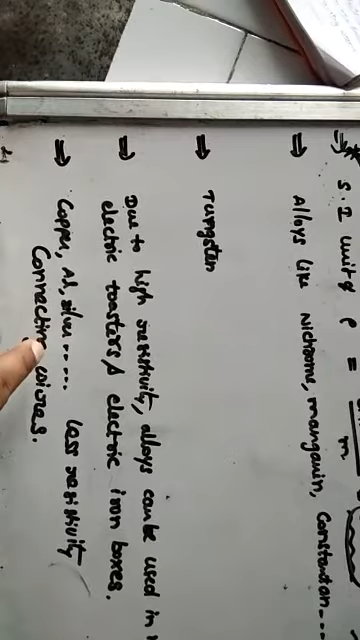 S.I unit of ρ =
m
⇒ Alloys like Nichrome, manganin, Constantan....
⇒ Tungsten
⇒ Due to high resistivity, alloys can be used in
electric toasters & electric iron boxes.
⇒ Copper, Al, silver...... less resistivity
Connective wires.